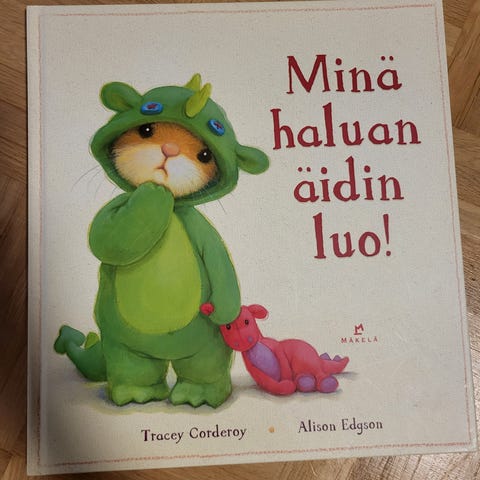 Minä
haluan
äidin
luo!
MÄKELÄ
Tracey Corderoy • Alison Edgson